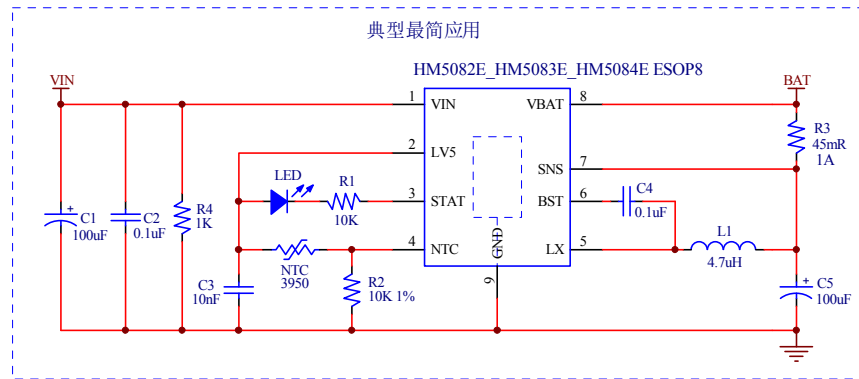 典型最简应用
HM5082E_HM5083E_HM5084E ESOP8
VIN
BAT
1
VIN
VBAT
8
R3
45mR
1A
2
LV5
LED
R1
10K
3
STAT
SNS
7
BST
6
C4
0.1uF
C1
100uF
C2
0.1uF
R4
1K
NTC
3950
4
NTC
GND
9
LX
5
L1
4.7uH
C3
10nF
R2
10K 1%
C5
100uF
+
+